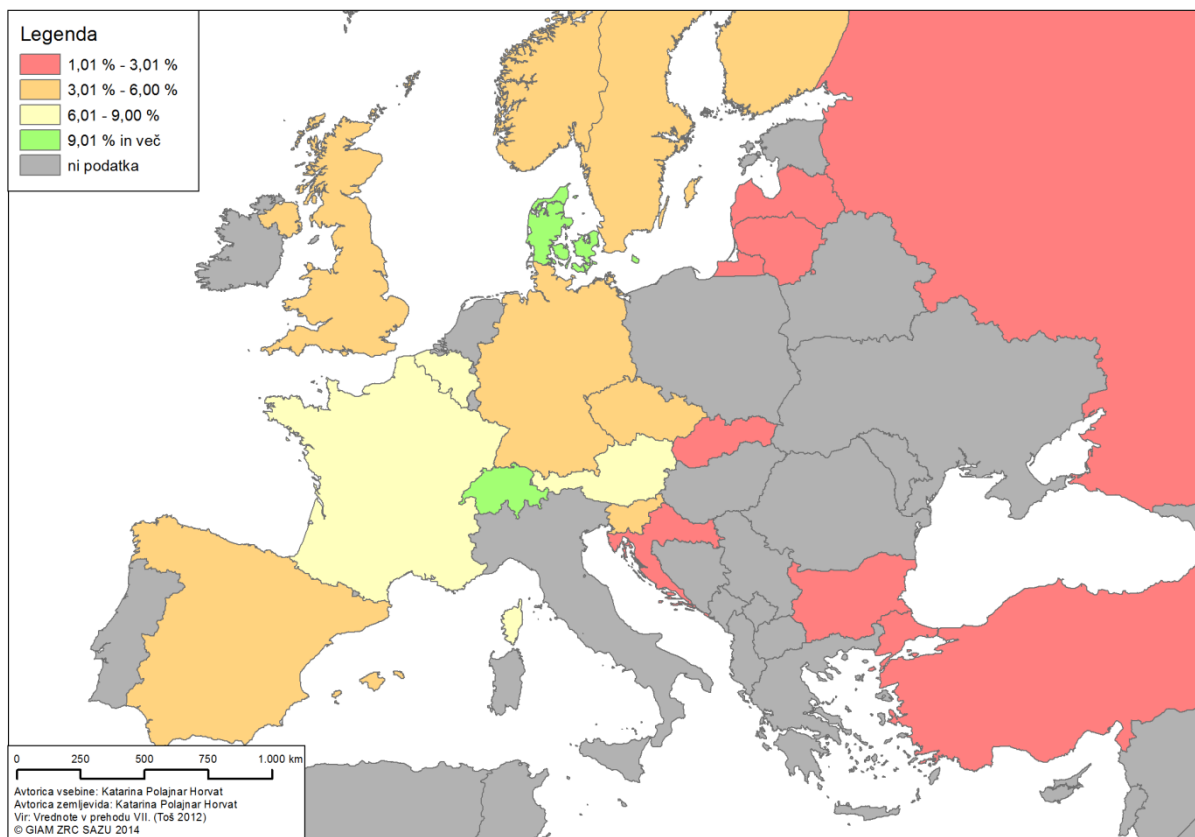 Legenda
1,01 % - 3,01 %
3,01 % - 6,00 %
6,01 - 9,00 %
9,01 % in več
ni podatka
0 250 500 750 1.000 km
Avtorica vsebine: Katarina Polajnar Horvat
Avtorica zemljevida: Katarina Polajnar Horvat
Vir: Vrednote v prehodu VII. (Toš 2012)
© GIAM ZRC SAZU 2014